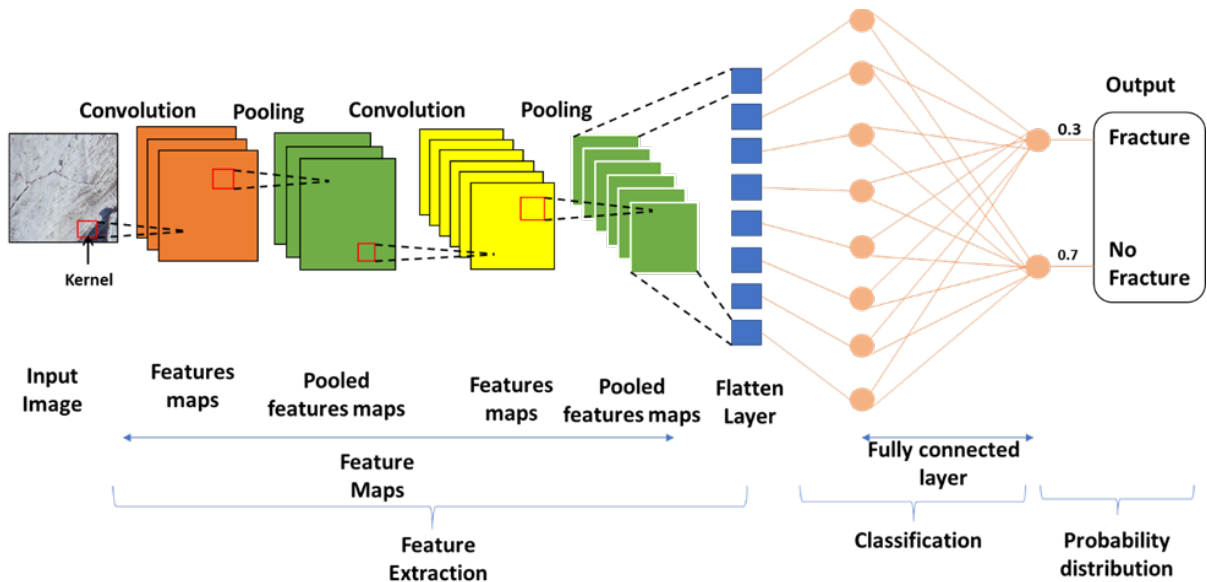 Convolution
Pooling
Convolution
Pooling
Output
Kernel
0.3
Fracture
0.7
No
Fracture
Input
Image
Features
maps
Pooled
features maps
Features
maps
Pooled
features maps
Flatten
Layer
Fully connected
layer
Feature
Maps
Feature
Extraction
Classification
Probability
distribution